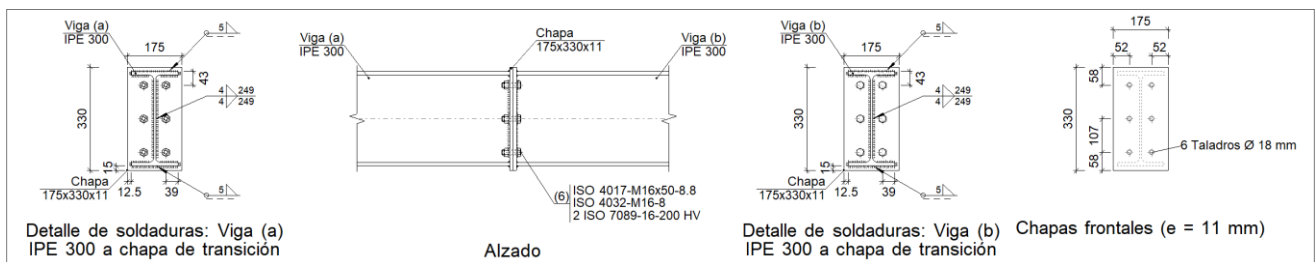 Viga (a)
IPE 300
175
5
43
330
4 249
4 249
15
Chapa
175x330x11
12.5
39
5
Detalle de soldaduras: Viga (a)
IPE 300 a chapa de transición
Viga (a)
IPE 300
Chapa
175x330x11
Viga (b)
IPE 300
(6)
ISO 4017-M16x50-8.8
ISO 4032-M16-8
2 ISO 7089-16-200 HV
Alzado
Viga (b)
IPE 300
175
5
43
330
4 249
4 249
15
Chapa
175x330x11
12.5
39
5
Detalle de soldaduras: Viga (b)
IPE 300 a chapa de transición
175
52
52
58
330
107
58
6 Taladros Ø 18 mm
Chapas frontales (e = 11 mm)